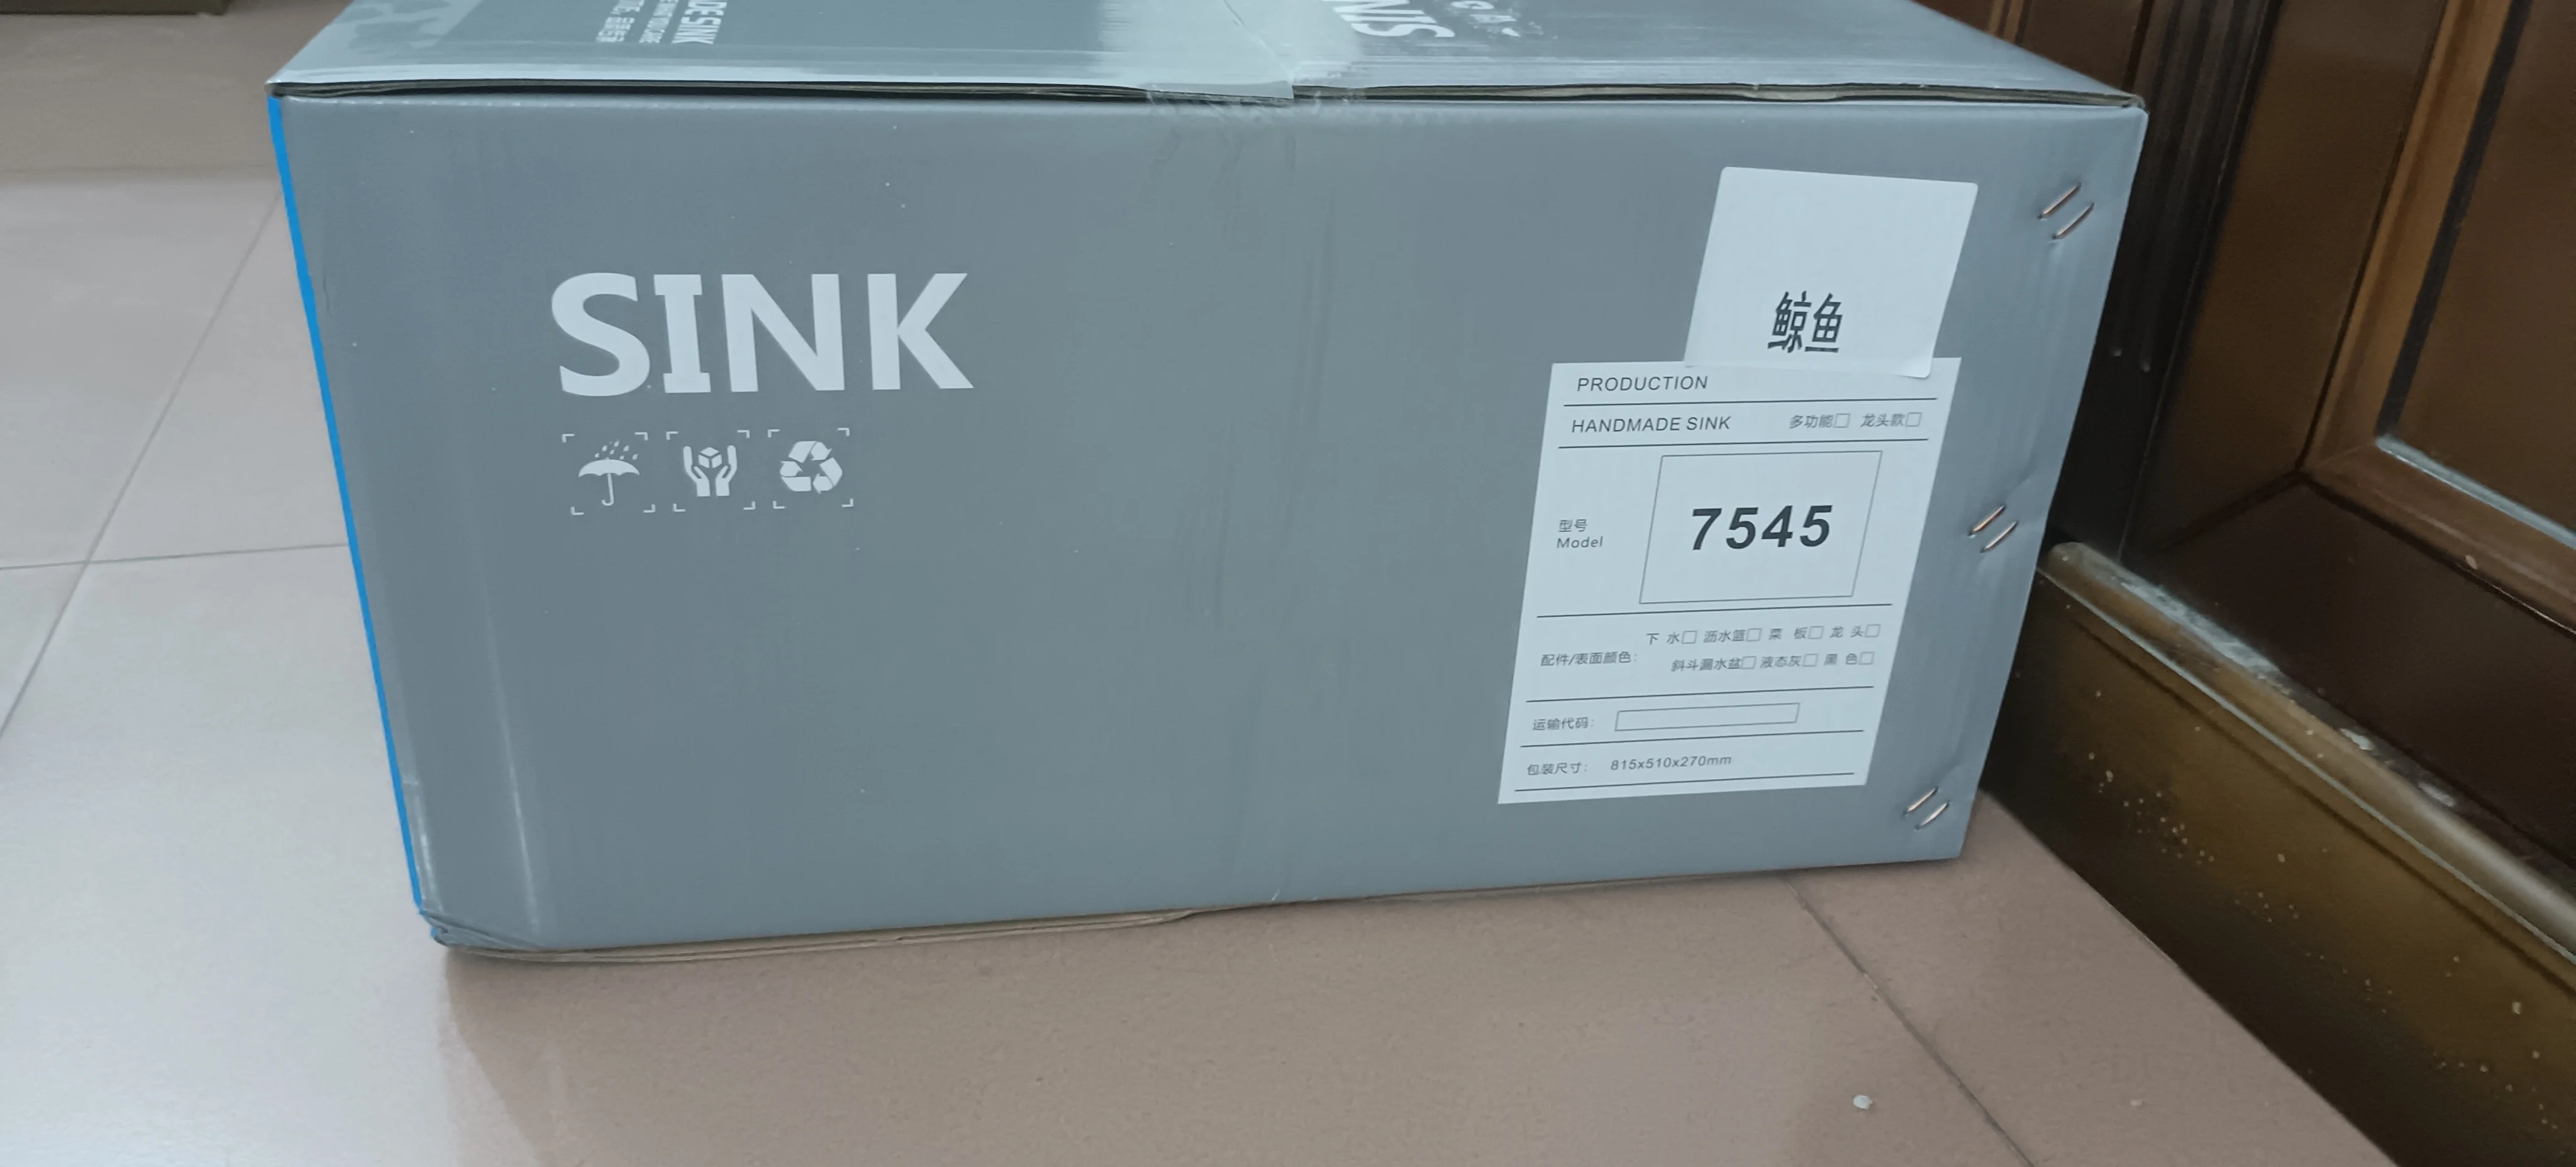 SINK
鲸鱼
PRODUCTION
HANDMADE SINK 多功能□ 龙头款□
型号
Model
7545
下 水□ 沥水篮□ 菜 板□ 龙 头□
配件/表面颜色:
斜斗漏水盆□ 液态灰□ 黑 色□
运输代码:
包装尺寸: 815x510x270mm